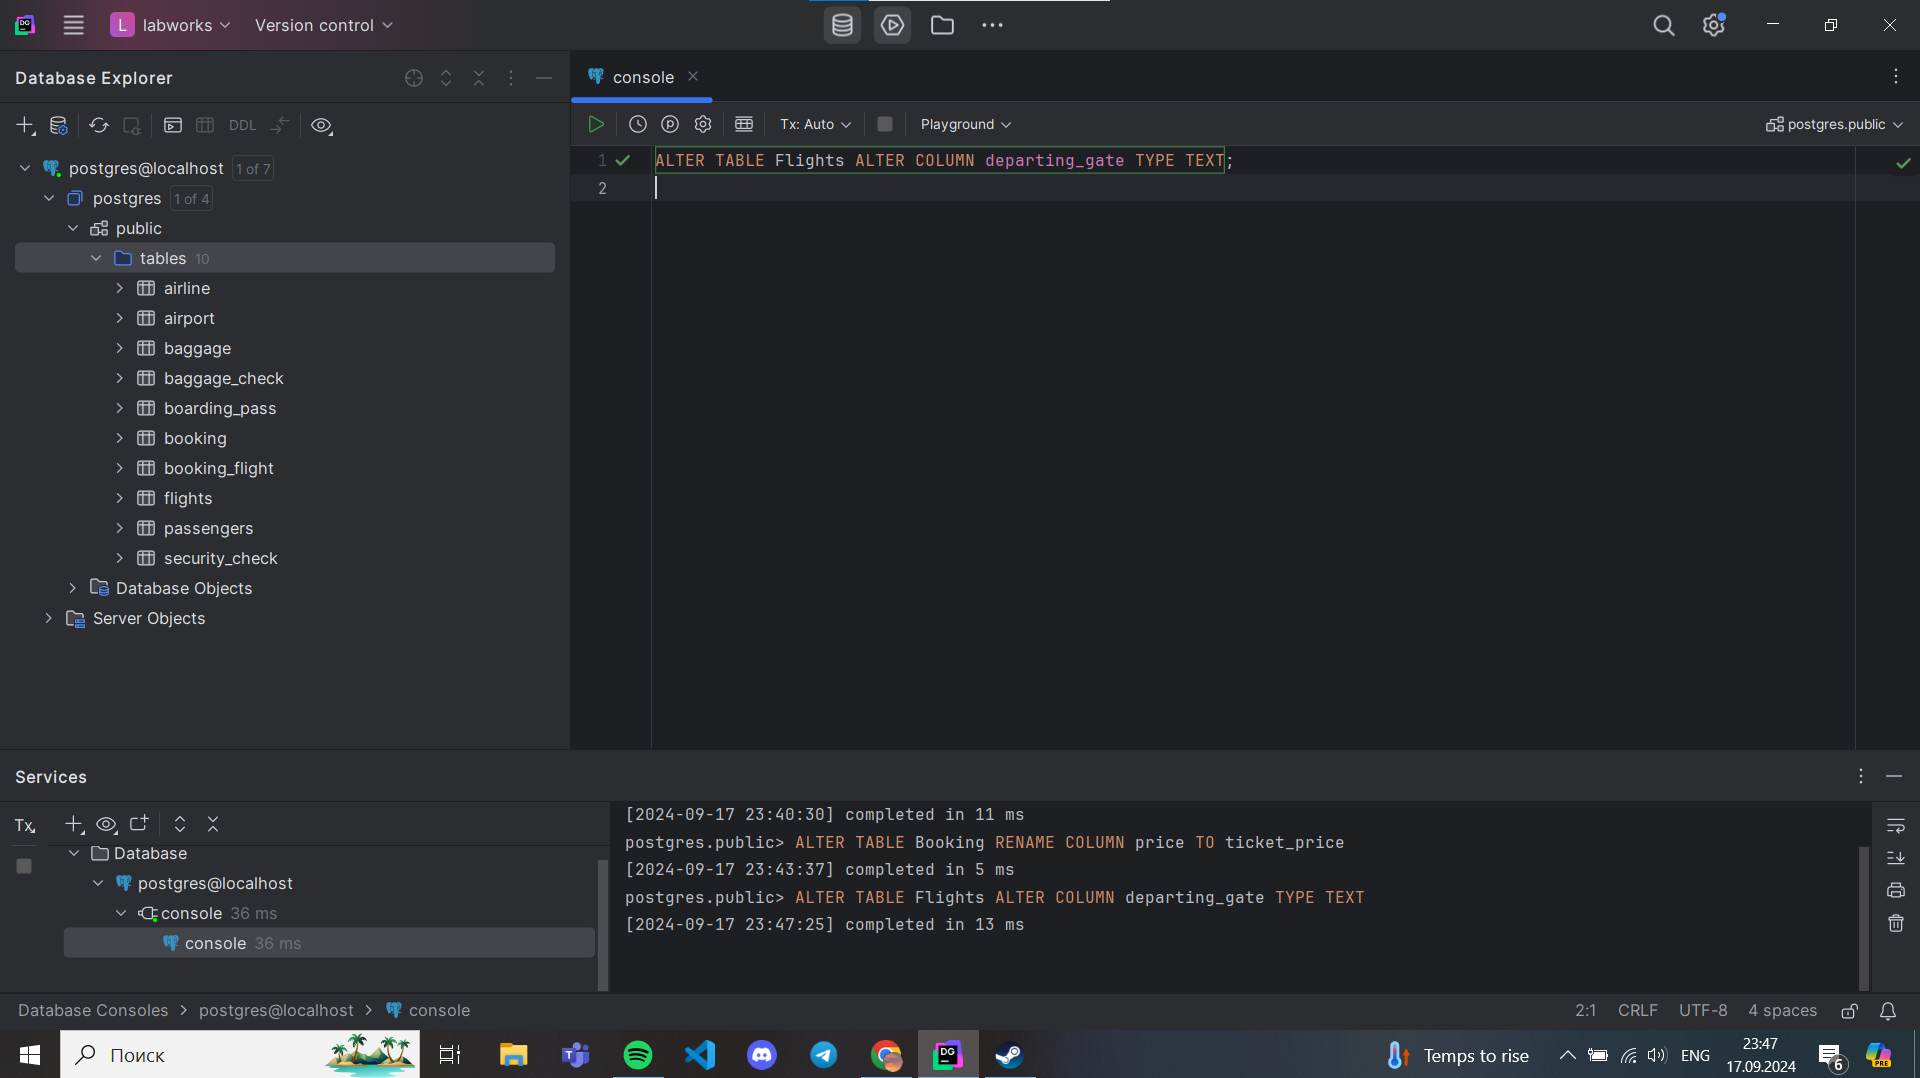 L labworks Version control
Database Explorer
console
DDL
Tx: Auto Playground postgres.public
postgres@localhost 1 of 7
postgres 1 of 4
public
tables 10
airline
airport
baggage
baggage_check
boarding_pass
booking
booking_flight
flights
passengers
security_check
Database Objects
Server Objects
1 ALTER TABLE Flights ALTER COLUMN departing_gate TYPE TEXT;
2
Services
Tx
Database
postgres@localhost
console 36 ms
console 36 ms
[2024-09-17 23:40:30] completed in 11 ms
postgres.public> ALTER TABLE Booking RENAME COLUMN price TO ticket_price
[2024-09-17 23:43:37] completed in 5 ms
postgres.public> ALTER TABLE Flights ALTER COLUMN departing_gate TYPE TEXT
[2024-09-17 23:47:25] completed in 13 ms
Database Consoles > postgres@localhost > console
2:1 CRLF UTF-8 4 spaces
Поиск
DG
Temps to rise
ENG
23:47
17.09.2024
6
PRE